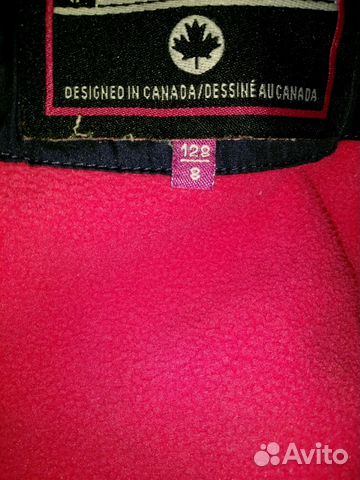 DESIGNED IN CANADA/DESSINÉ AU CANADA
128
8
Avito